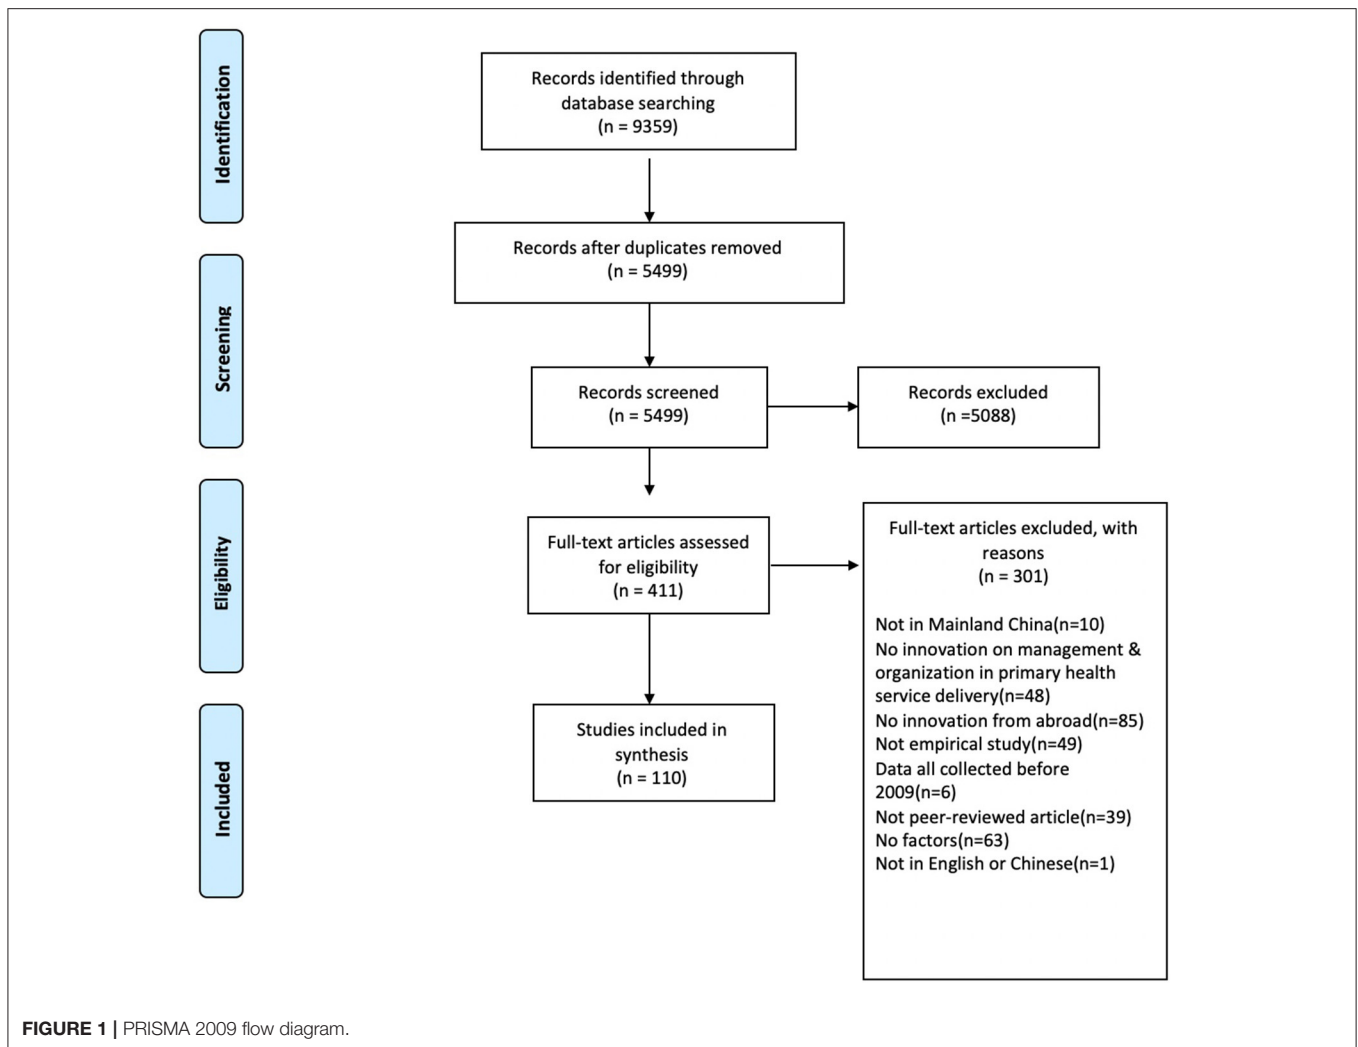 Identification
Records identified through
database searching
(n = 9359)
Records after duplicates removed
(n = 5499)
Screening
Records screened
(n = 5499)
Records excluded
(n =5088)
Eligibility
Full-text articles assessed
for eligibility
(n = 411)
Full-text articles excluded, with
reasons
(n = 301)
Not in Mainland China(n=10)
No innovation on management &
organization in primary health
service delivery(n=48)
No innovation from abroad(n=85)
Not empirical study(n=49)
Data all collected before
2009(n=6)
Not peer-reviewed article(n=39)
No factors(n=63)
Not in English or Chinese(n=1)
Included
Studies included in
synthesis
(n = 110)
FIGURE 1 | PRISMA 2009 flow diagram.